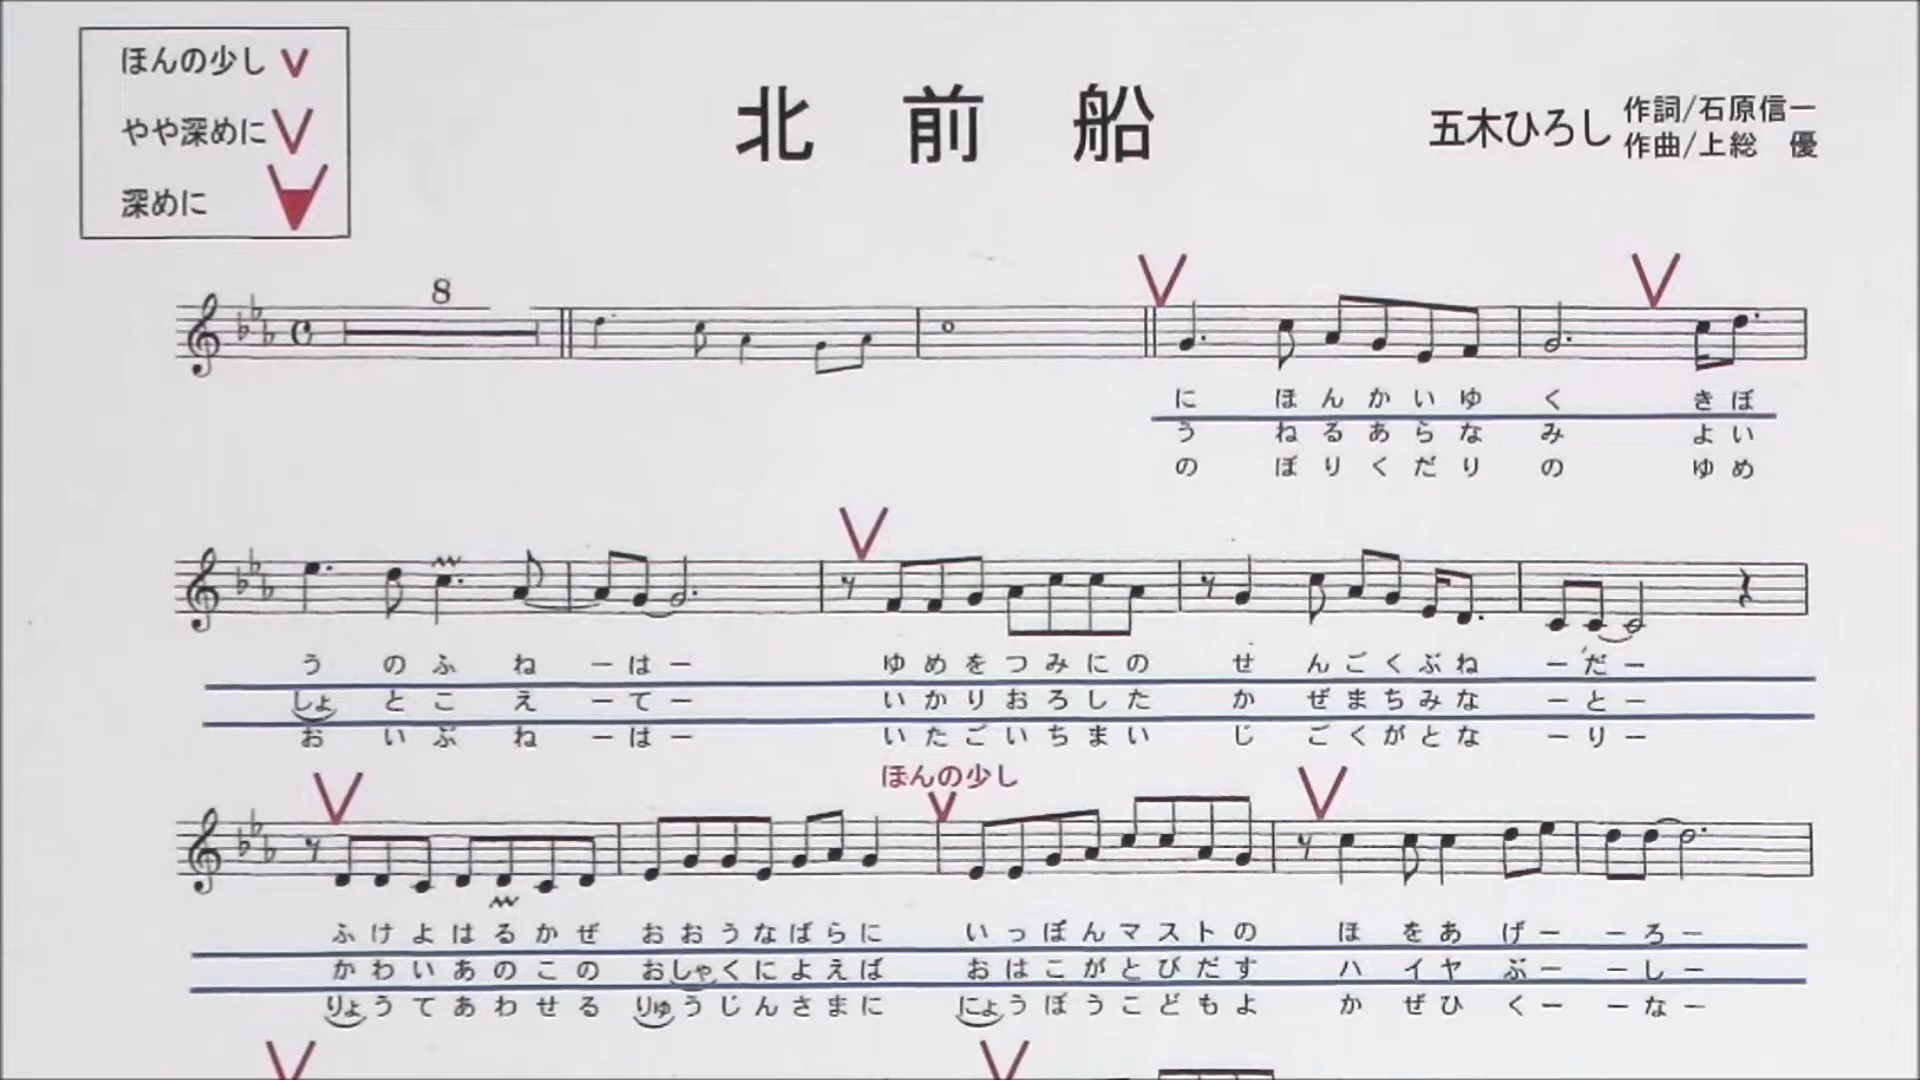 ほんの少し
やや深めに
深めに
北前船
五木ひろし
作詞/石原信一
作曲/上総 優
8
にほんかいゆく きぼ
うねるあらなみ よい
のぼりくだりの ゆめ
うのふねーはー ゆめをつみにの せんごくぶね ーだー
しょとこえーてー いかりおろした かぜまちみな ーとー
おいぶねーはー いたごいちまい じごくがとな ーりー
ほんの少し
ふけよはるかぜ おおうなばらに いっぽんマストの ほをあげー ーろー
かわいあのこの おしゃくによえば おはこがとびだす ハイヤぶー ーしー
りょうてあわせる りゅうじんさまに にょうぼうこどもよ かぜひくー ーなー